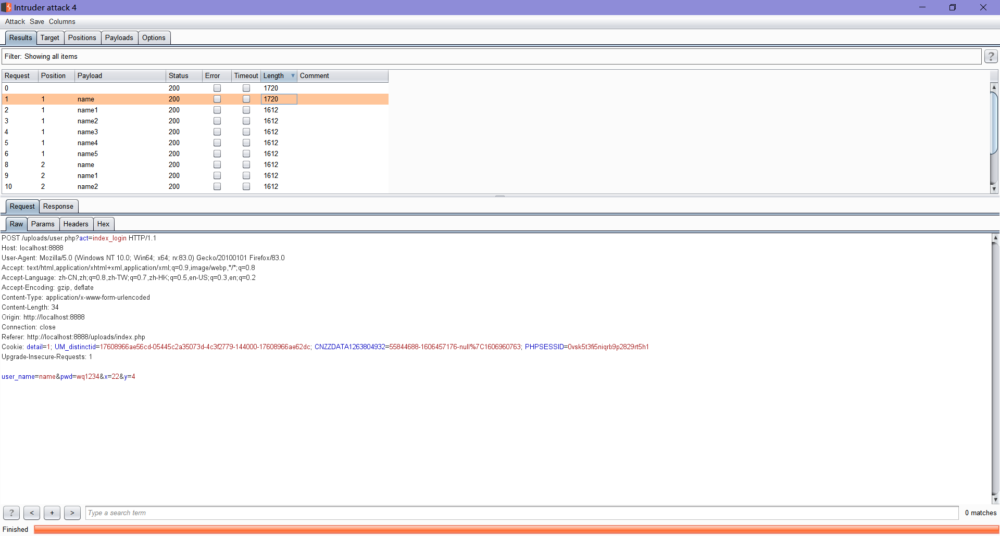 Intruder attack 4
Attack Save Columns
Results Target Positions Payloads Options
Filter: Showing all items
?
Request Position Payload Status Error Timeout Length Comment
0 200 1720
1 1 name 200 1720
2 1 name1 200 1612
3 1 name2 200 1612
4 1 name3 200 1612
5 1 name4 200 1612
6 1 name5 200 1612
8 2 name 200 1612
9 2 name1 200 1612
10 2 name2 200 1612
Request Response
Raw Params Headers Hex
POST /uploads/user.php?act=index_login HTTP/1.1
Host: localhost:8888
User-Agent: Mozilla/5.0 (Windows NT 10.0; Win64; x64; rv:83.0) Gecko/20100101 Firefox/83.0
Accept: text/html,application/xhtml+xml,application/xml;q=0.9,image/webp,*/*;q=0.8
Accept-Language: zh-CN,zh;q=0.8,zh-TW;q=0.7,zh-HK;q=0.5,en-US;q=0.3,en;q=0.2
Accept-Encoding: gzip, deflate
Content-Type: application/x-www-form-urlencoded
Content-Length: 34
Origin: http://localhost:8888
Connection: close
Referer: http://localhost:8888/uploads/index.php
Cookie: detail=1; UM_distinctid=17608966ae56cd-05445c2a35073d-4c3f2779-144000-17608966ae62dc; CNZZDATA1263804932=55844688-1606457176-null%7C1606960763; PHPSESSID=0vsk5t3fi5niqrb9p2829rt5h1
Upgrade-Insecure-Requests: 1
user_name=name&pwd=wq1234&x=22&y=4
? < + > Type a search term 0 matches
Finished